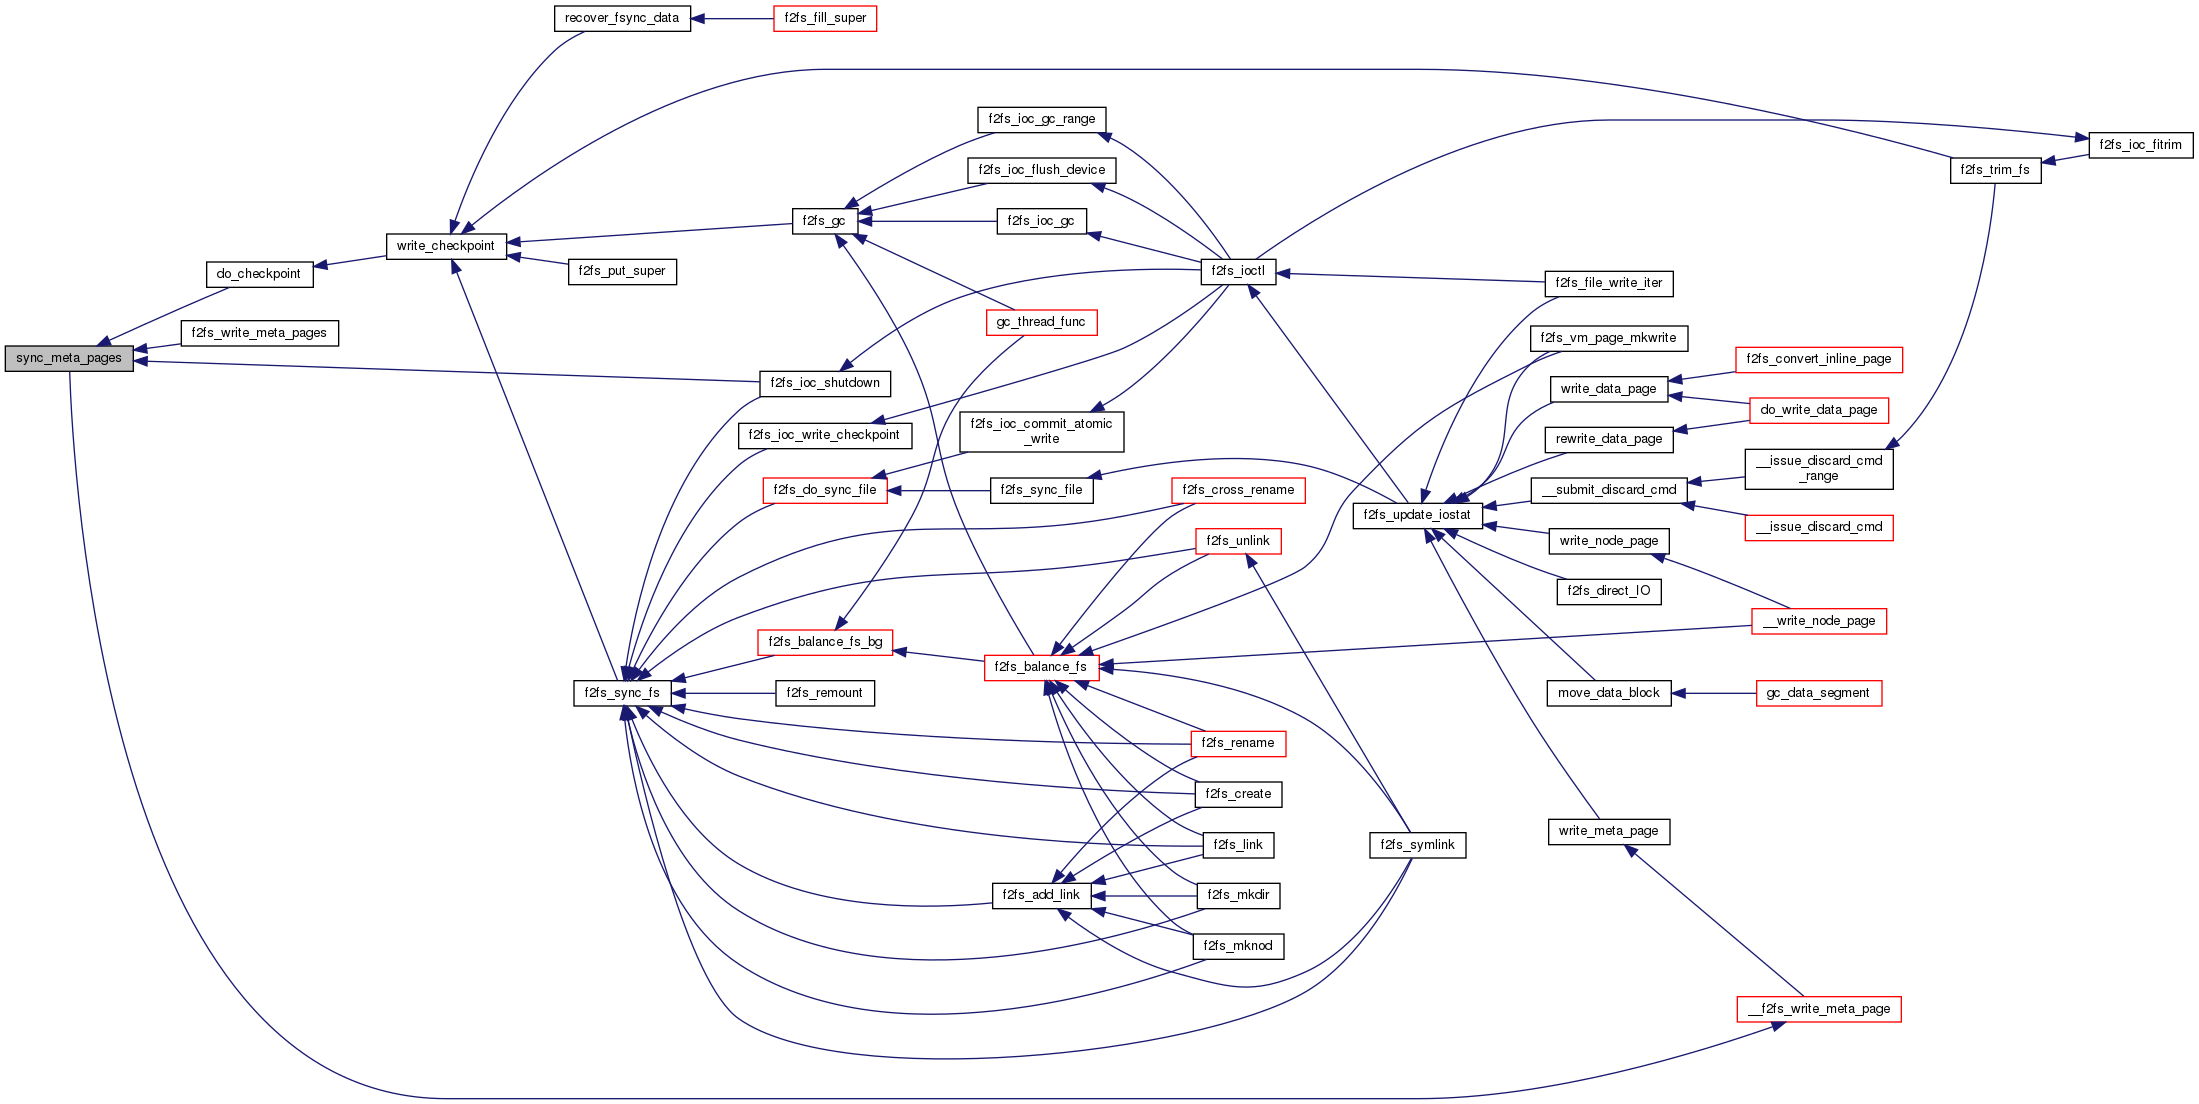 recover_fsync_data
f2fs_fill_super
f2fs_ioc_gc_range
f2fs_ioc_fitrim
f2fs_ioc_flush_device
f2fs_trim_fs
f2fs_gc
f2fs_ioc_gc
write_checkpoint
do_checkpoint
f2fs_put_super
f2fs_ioctl
f2fs_file_write_iter
gc_thread_func
f2fs_write_meta_pages
f2fs_vm_page_mkwrite
sync_meta_pages
f2fs_convert_inline_page
f2fs_ioc_shutdown
write_data_page
do_write_data_page
f2fs_ioc_write_checkpoint
f2fs_ioc_commit_atomic
_write
rewrite_data_page
__issue_discard_cmd
_range
f2fs_do_sync_file
f2fs_sync_file
f2fs_cross_rename
__submit_discard_cmd
f2fs_update_iostat
__issue_discard_cmd
f2fs_unlink
write_node_page
f2fs_direct_IO
__write_node_page
f2fs_balance_fs_bg
f2fs_balance_fs
f2fs_sync_fs
f2fs_remount
move_data_block
gc_data_segment
f2fs_rename
f2fs_create
write_meta_page
f2fs_link
f2fs_symlink
f2fs_add_link
f2fs_mkdir
f2fs_mknod
__f2fs_write_meta_page